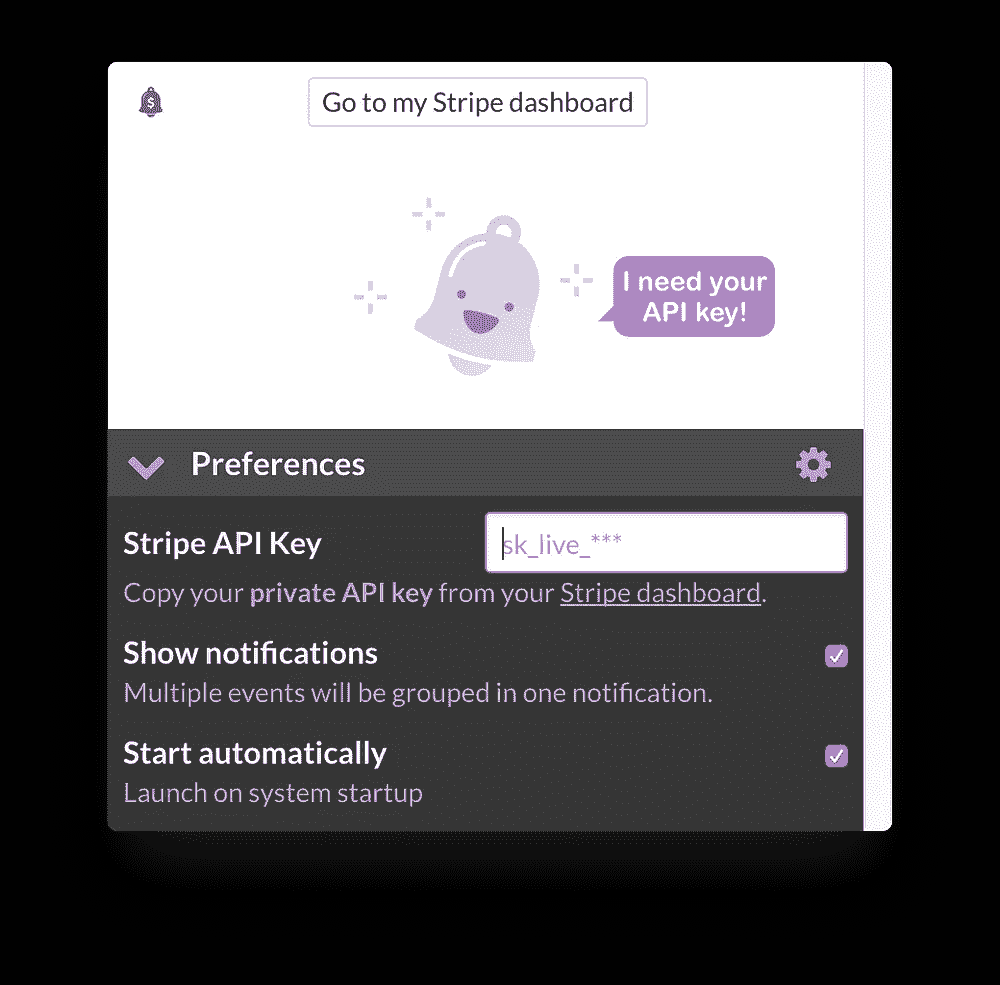 $
Go to my Stripe dashboard
I need your
API key!
Preferences
Stripe API Key
sk_live_***
Copy your private API key from your Stripe dashboard.
Show notifications
Multiple events will be grouped in one notification.
Start automatically
Launch on system startup